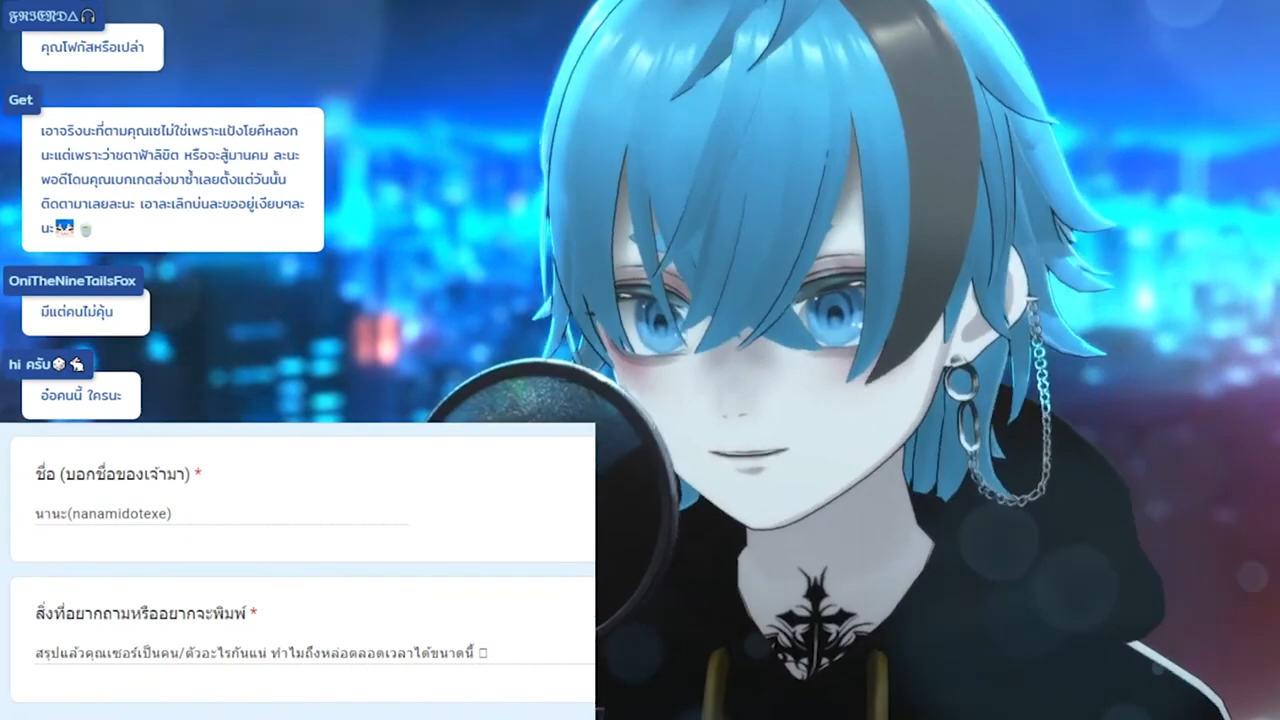 𝕱𝕽𝕴𝕰𝕹𝕯△🎧
คุณโฟกัสหรือเปล่า
Get
เอาจริงนะที่ตามคุณเซไม่ใช่เพราะแป้งโยคีหลอก
นะแต่เพราะว่าชตาฟ้าลิขิต หรือจะสู้มานคม ละนะ
พอดีโดนคุณเบกเกตส่งมาซ้ำเลยตั้งแต่วันนั้น
ติดตามาเลยละนะ เอาละเลิกบ่นละขออยู่เงียบๆละ
นะ🍵
OniTheNineTailsFox
มีแต่คนไม่คุ้น
hi ครับ🎲🐇
อ๋อคนนี้ ใครนะ
ชื่อ (บอกชื่อของเจ้ามา) *
นานะ(nanamidotexe)
สิ่งที่อยากถามหรืออยากจะพิมพ์ *
สรุปแล้วคุณเซอร์เป็นคน/ตัวอะไรกันแน่ ทำไมถึงหล่อตลอดเวลาได้ขนาดนี้